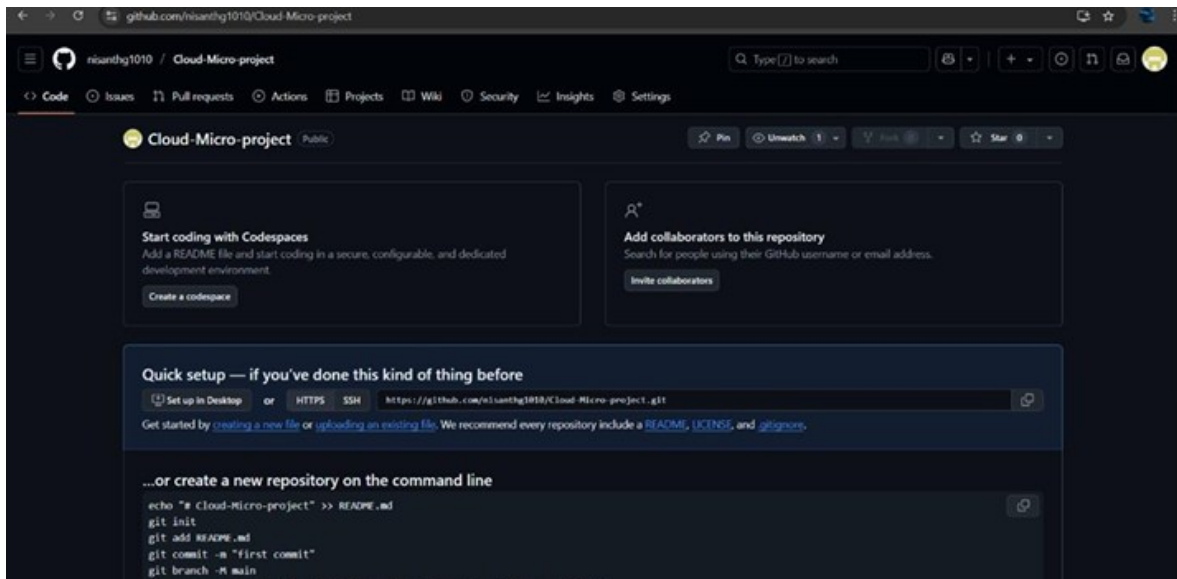 github.com/nisanthg1010/Cloud-Micro-project
nisanthg1010 / Cloud-Micro-project
Type / to search
Code Issues Pull requests Actions Projects Wiki Security Insights Settings
Cloud-Micro-project Public
Pin Unwatch 1 Fork 0 Star 0
Start coding with Codespaces
Add a README file and start coding in a secure, configurable, and dedicated
development environment.
Create a codespace
Add collaborators to this repository
Search for people using their GitHub username or email address.
Invite collaborators
Quick setup — if you've done this kind of thing before
Set up in Desktop or HTTPS SSH https://github.com/nisanthg1010/Cloud-Micro-project.git
Get started by creating a new file or uploading an existing file. We recommend every repository include a README, LICENSE, and .gitignore.
...or create a new repository on the command line
echo "# Cloud-Micro-project" >> README.md
git init
git add README.md
git commit -m "first commit"
git branch -M main